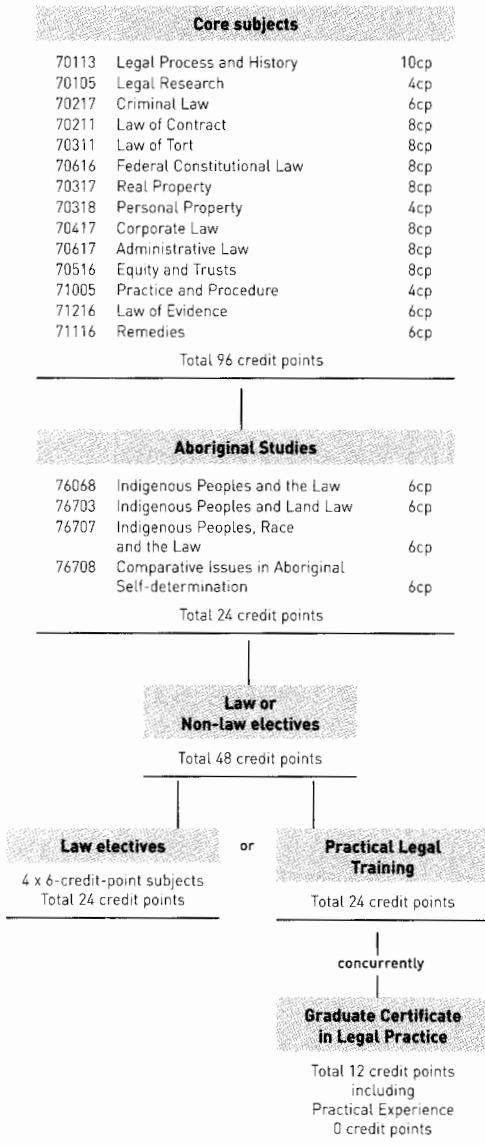 Core subjects
70113 Legal Process and History 10cp
70105 Legal Research 4cp
70217 Criminal Law 6cp
70211 Law of Contract 8cp
70311 Law of Tort 8cp
70616 Federal Constitutional Law 8cp
70317 Real Property 8cp
70318 Personal Property 4cp
70417 Corporate Law 8cp
70617 Administrative Law 8cp
70516 Equity and Trusts 8cp
71005 Practice and Procedure 4cp
71216 Law of Evidence 6cp
71116 Remedies 6cp
Total 96 credit points
Aboriginal Studies
76068 Indigenous Peoples and the Law 6cp
76703 Indigenous Peoples and Land Law 6cp
76707 Indigenous Peoples, Race
and the Law 6cp
76708 Comparative Issues in Aboriginal
Self-determination 6cp
Total 24 credit points
Law or
Non-law electives
Total 48 credit points
Law electives
4 x 6-credit-point subjects
Total 24 credit points
or
Practical Legal
Training
Total 24 credit points
concurrently
Graduate Certificate
in Legal Practice
Total 12 credit points
including
Practical Experience
0 credit points